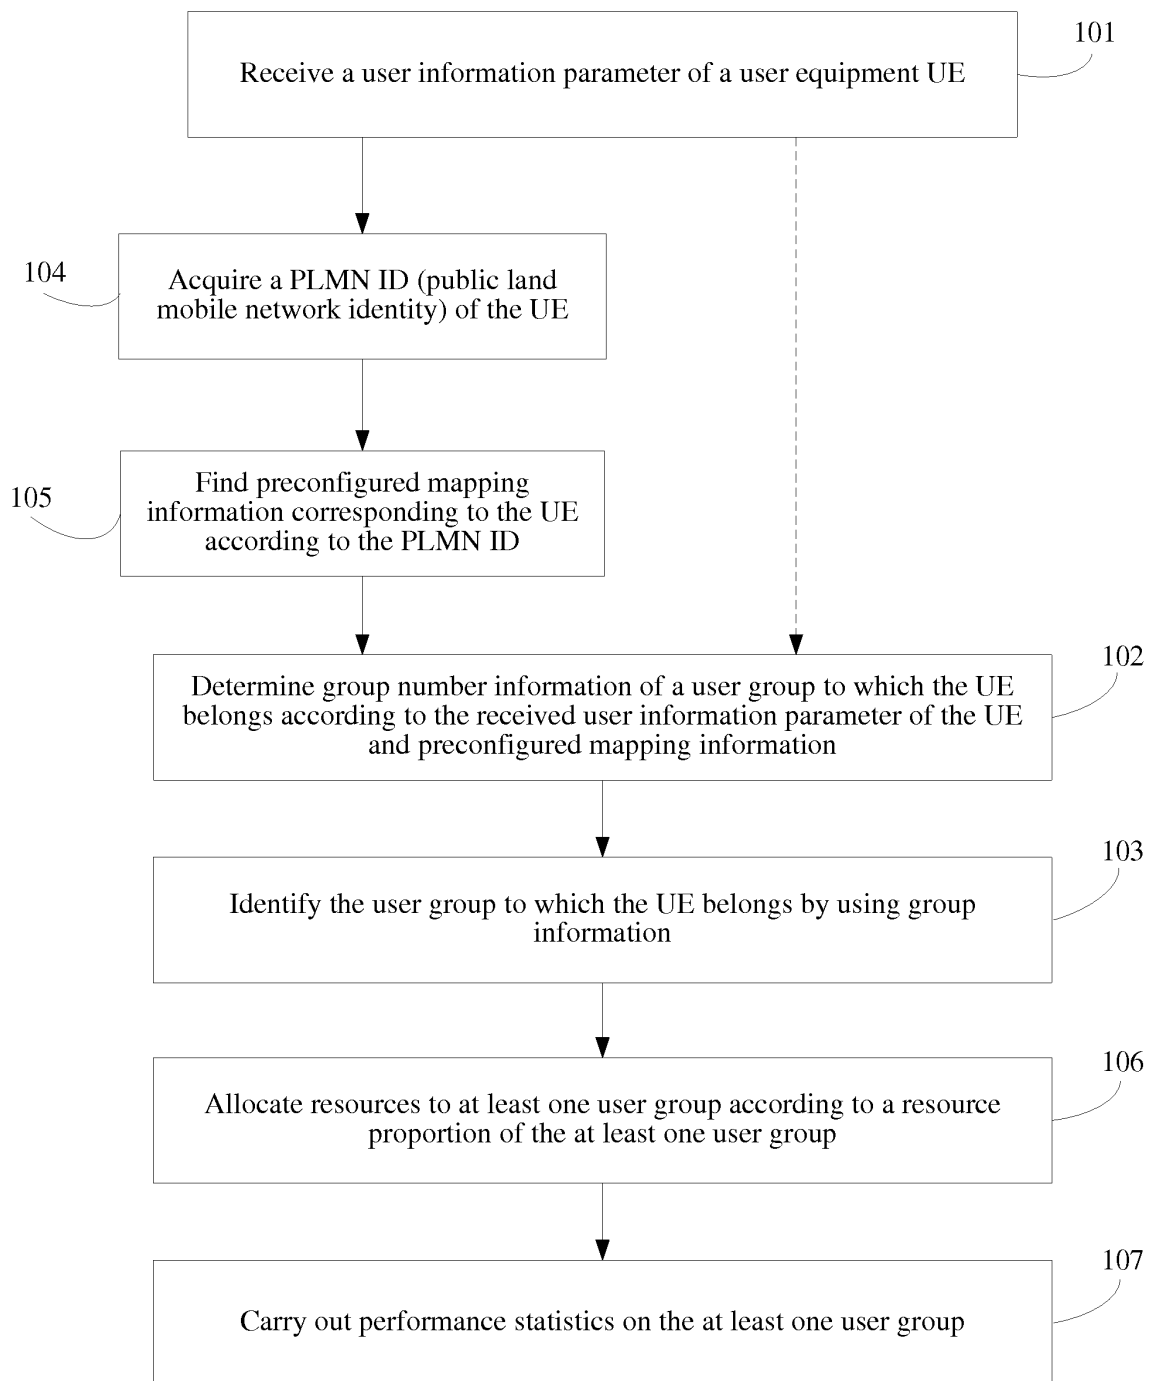 101
Receive a user information parameter of a user equipment UE
104
Acquire a PLMN ID (public land
mobile network identity) of the UE
105
Find preconfigured mapping
information corresponding to the UE
according to the PLMN ID
102
Determine group number information of a user group to which the UE
belongs according to the received user information parameter of the UE
and preconfigured mapping information
103
Identify the user group to which the UE belongs by using group
information
106
Allocate resources to at least one user group according to a resource
proportion of the at least one user group
107
Carry out performance statistics on the at least one user group